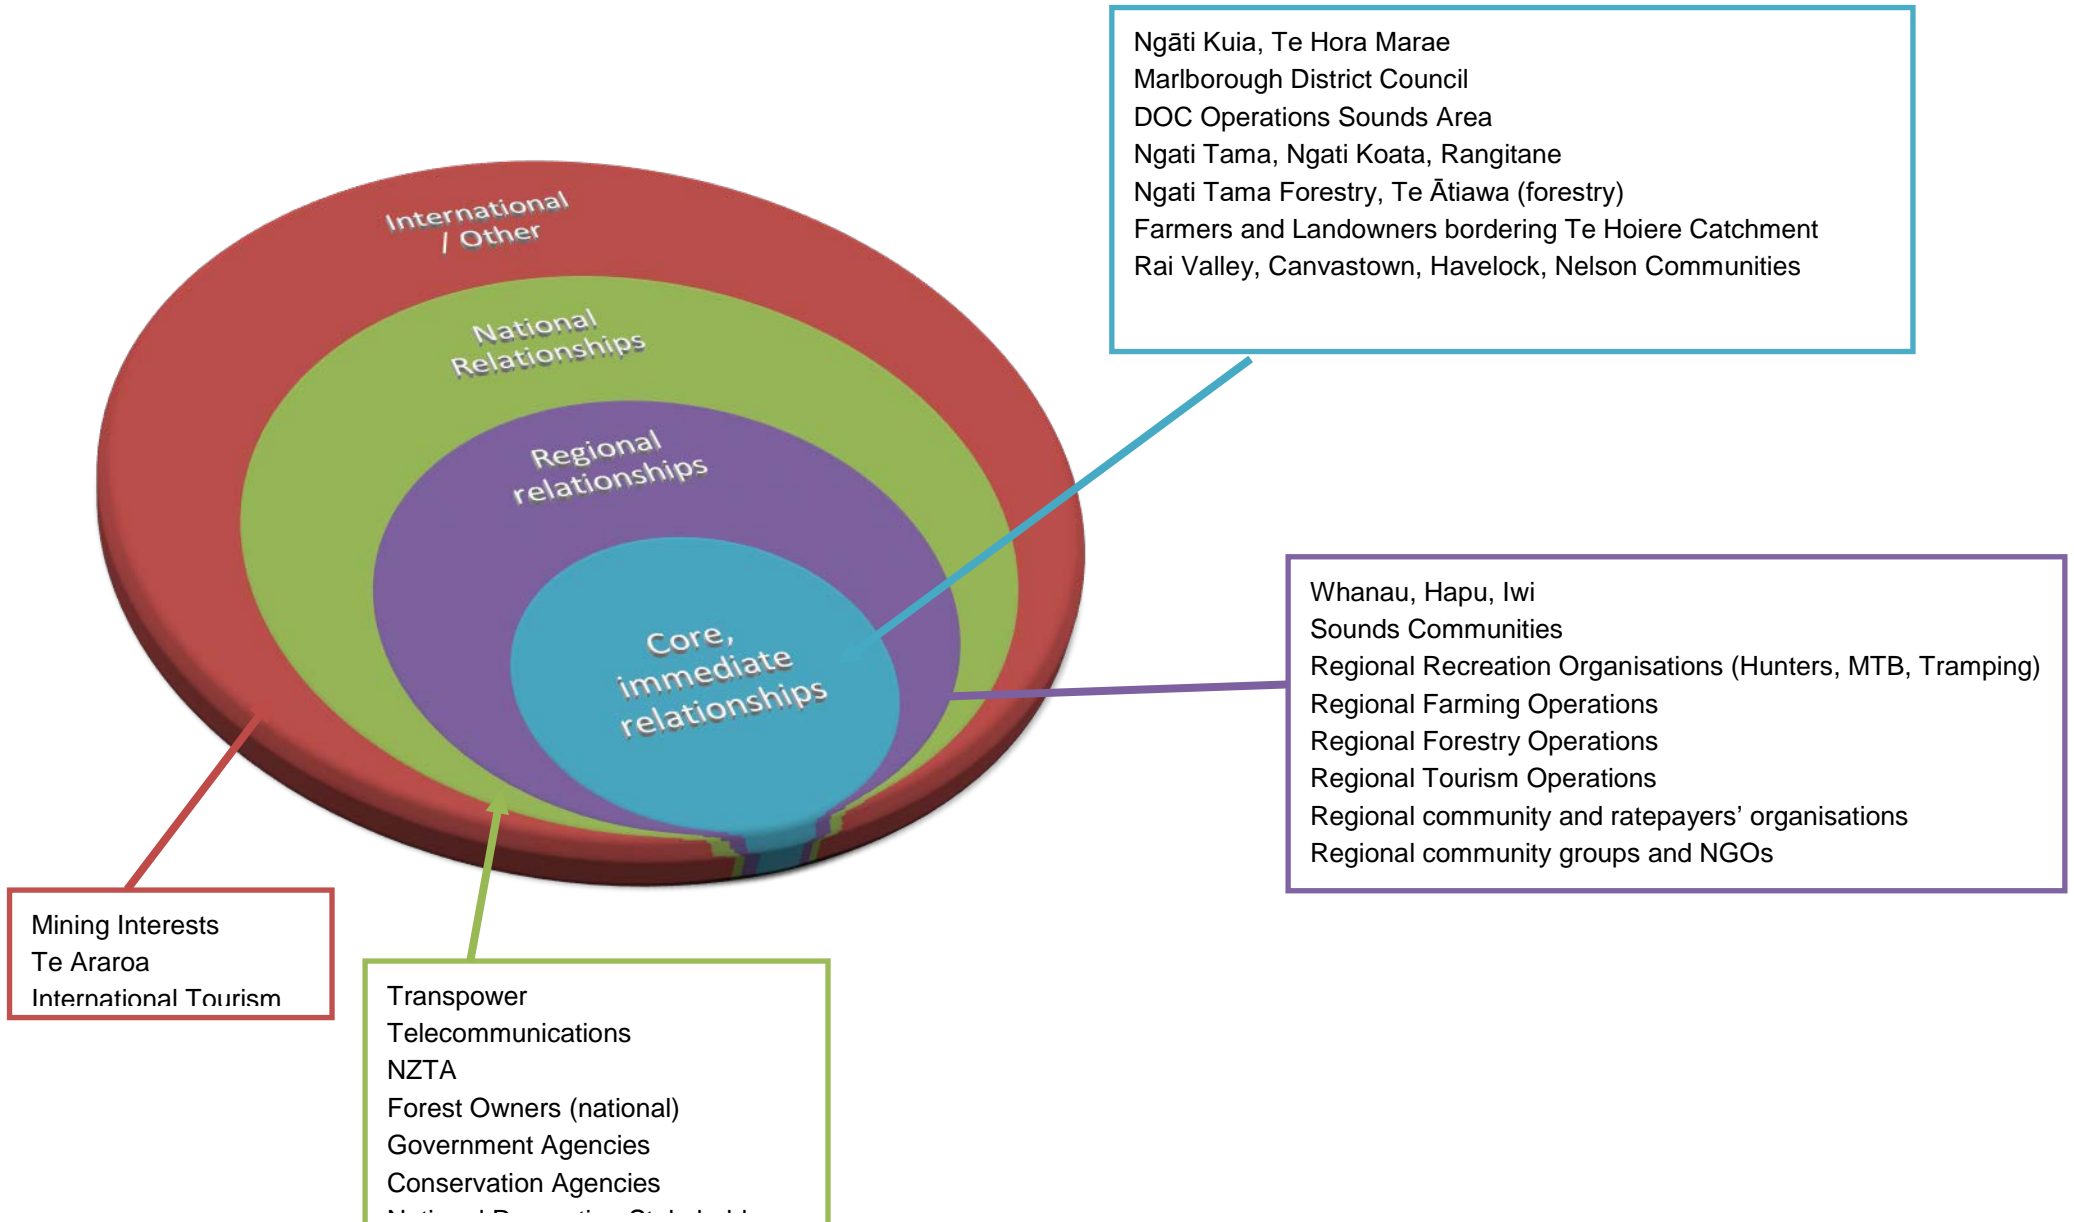 International
/ Other
National
Relationships
Regional
relationships
Core,
immediate
relationships
Ngāti Kuia, Te Hora Marae
Marlborough District Council
DOC Operations Sounds Area
Ngati Tama, Ngati Koata, Rangitane
Ngati Tama Forestry, Te Ātiawa (forestry)
Farmers and Landowners bordering Te Hoiere Catchment
Rai Valley, Canvastown, Havelock, Nelson Communities
Whanau, Hapu, Iwi
Sounds Communities
Regional Recreation Organisations (Hunters, MTB, Tramping)
Regional Farming Operations
Regional Forestry Operations
Regional Tourism Operations
Regional community and ratepayers’ organisations
Regional community groups and NGOs
Mining Interests
Te Araroa
International Tourism
Transpower
Telecommunications
NZTA
Forest Owners (national)
Government Agencies
Conservation Agencies